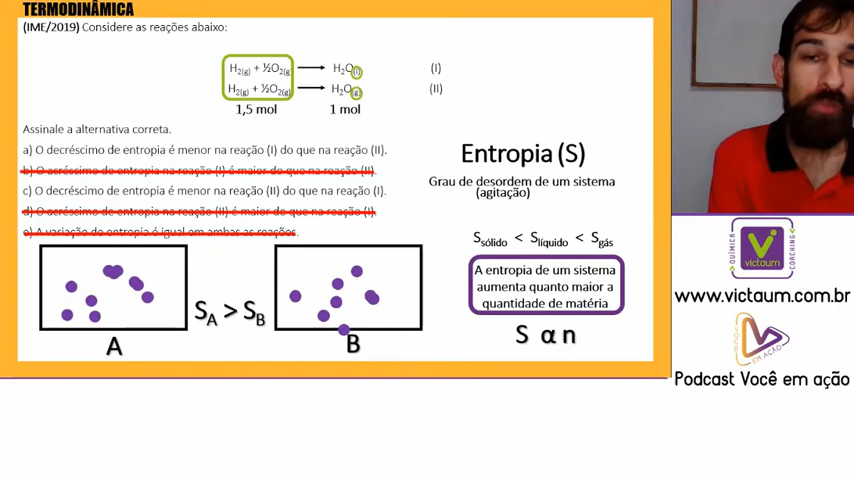 TERMODINÂMICA
(IME/2019) Considere as reações abaixo:
H2(g) + ½O2(g) → H2O(l) (I)
H2(g) + ½O2(g) → H2O(g) (II)
1,5 mol 1 mol
Assinale a alternativa correta.
a) O decréscimo de entropia é menor na reação (I) do que na reação (II).
b) O acréscimo de entropia na reação (I) é maior do que na reação (II).
c) O decréscimo de entropia é menor na reação (II) do que na reação (I).
d) O acréscimo de entropia na reação (II) é maior do que na reação (I).
e) A variação de entropia é igual em ambas as reações.
SA > SB
A
B
Entropia (S)
Grau de desordem de um sistema
(agitação)
Ssólido < Slíquido < Sgás
A entropia de um sistema
aumenta quanto maior a
quantidade de matéria
S α n
QUÍMICA
victaum
COACHING
www.victaum.com.br
EM AÇÃO
Podcast Você em ação